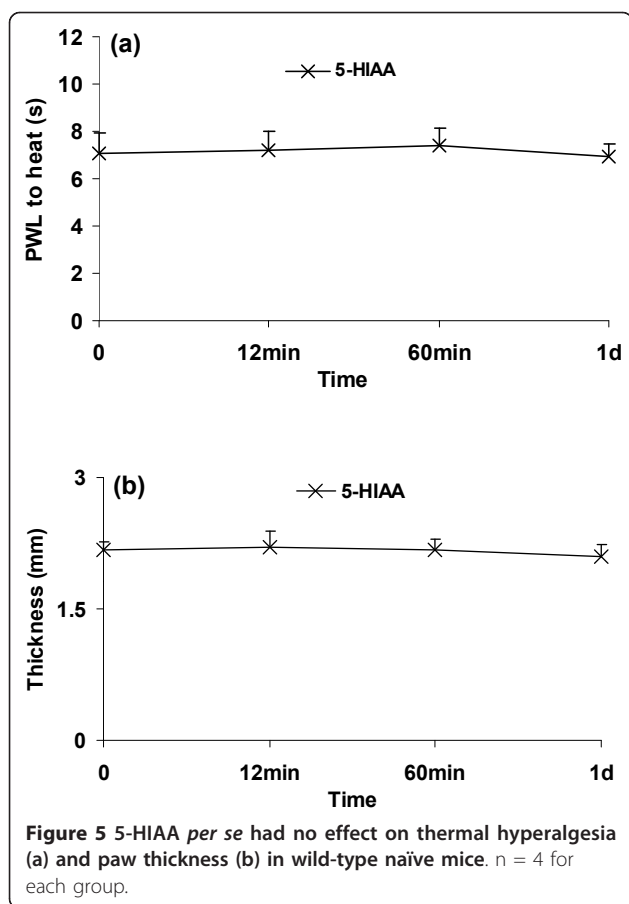 (a)
5-HIAA
12
10
8
6
4
2
0
PWL to heat (s)
0 12min 60min 1d
Time
(b)
5-HIAA
3
1.5
0
Thickness (mm)
0 12min 60min 1d
Time
Figure 5 5-HIAA per se had no effect on thermal hyperalgesia
(a) and paw thickness (b) in wild-type naïve mice. n = 4 for
each group.